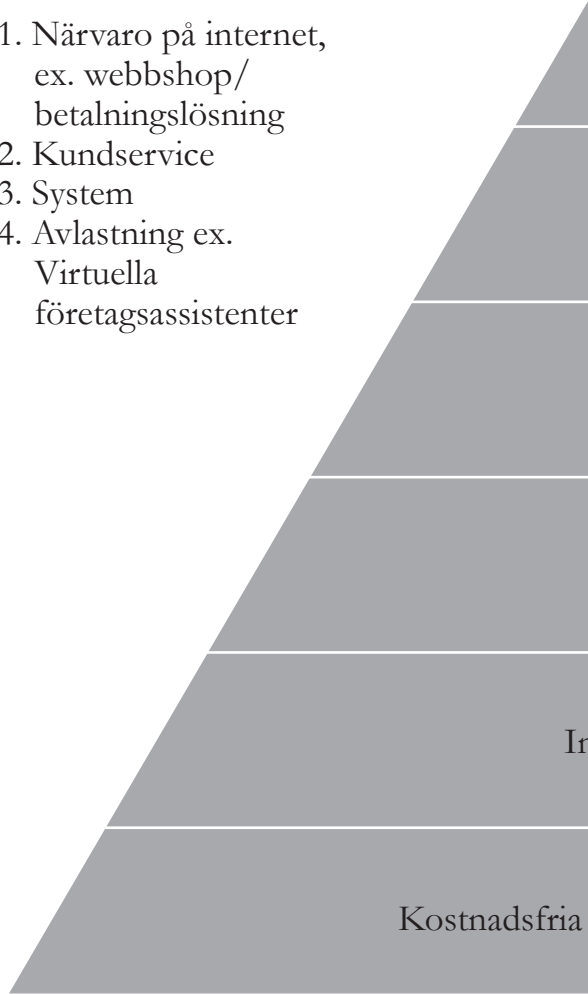 1. Närvaro på internet,
ex. webbshop/
betalningslösning
2. Kundservice
3. System
4. Avlastning ex.
Virtuella
företagsassistenter
Kostnadsfria